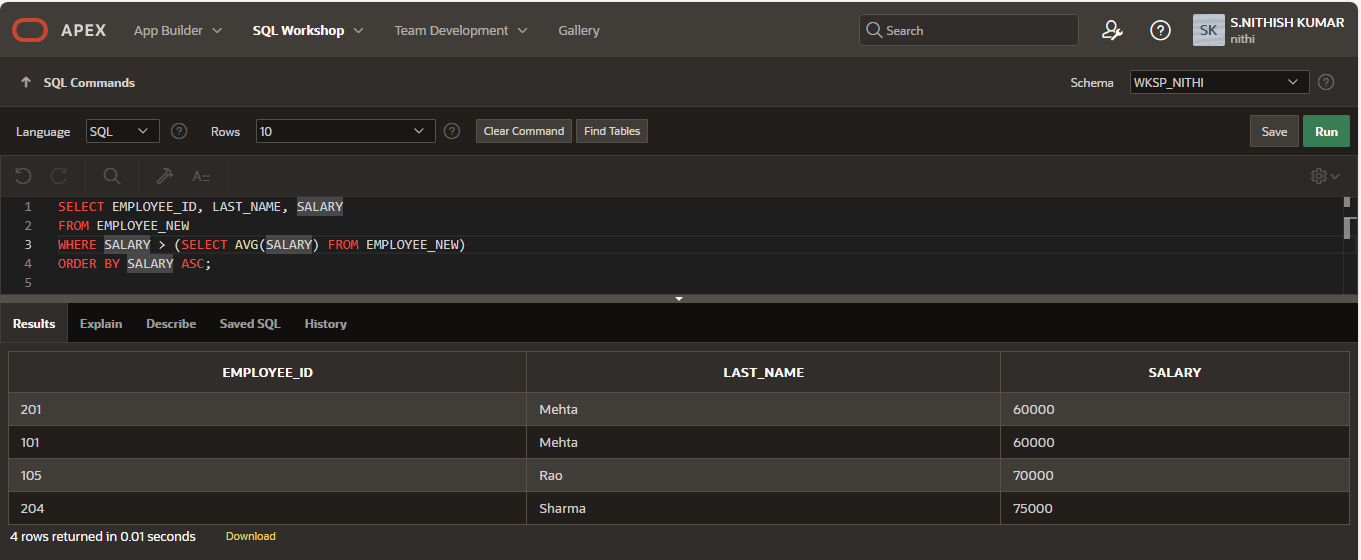 APEX App Builder SQL Workshop Team Development Gallery Search SK S.NITHISH KUMAR
nithi
SQL Commands Schema WKSP_NITHI
Language SQL Rows 10 Clear Command Find Tables Save Run
A
1 SELECT EMPLOYEE_ID, LAST_NAME, SALARY
2 FROM EMPLOYEE_NEW
3 WHERE SALARY > (SELECT AVG(SALARY) FROM EMPLOYEE_NEW)
4 ORDER BY SALARY ASC;
5
Results Explain Describe Saved SQL History
EMPLOYEE_ID LAST_NAME SALARY
201 Mehta 60000
101 Mehta 60000
105 Rao 70000
204 Sharma 75000
4 rows returned in 0.01 seconds Download